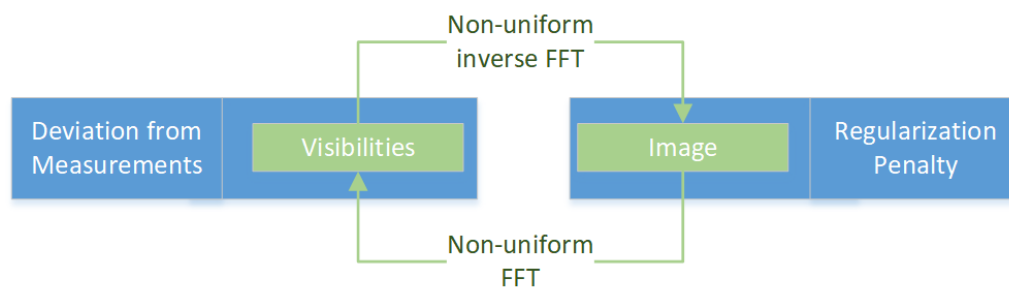 Non-uniform
inverse FFT
Deviation from
Measurements
Visibilities
Image
Regularization
Penalty
Non-uniform
FFT